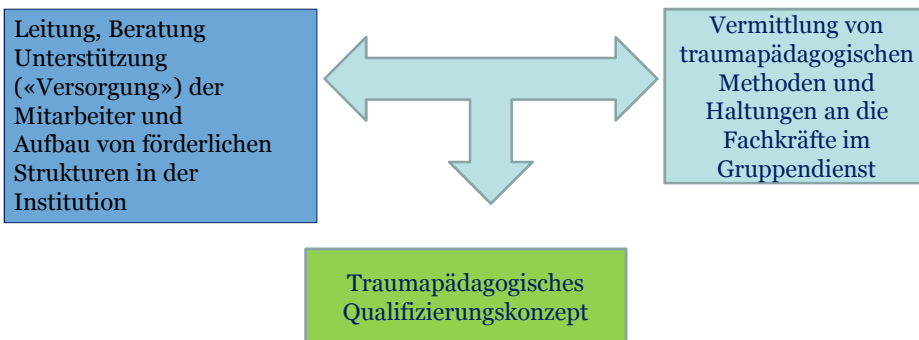 Leitung, Beratung
Unterstützung
(«Versorgung») der
Mitarbeiter und
Aufbau von förderlichen
Strukturen in der
Institution
Vermittlung von
traumapädagogischen
Methoden und
Haltungen an die
Fachkräfte im
Gruppendienst
Traumapädagogisches
Qualifizierungskonzept